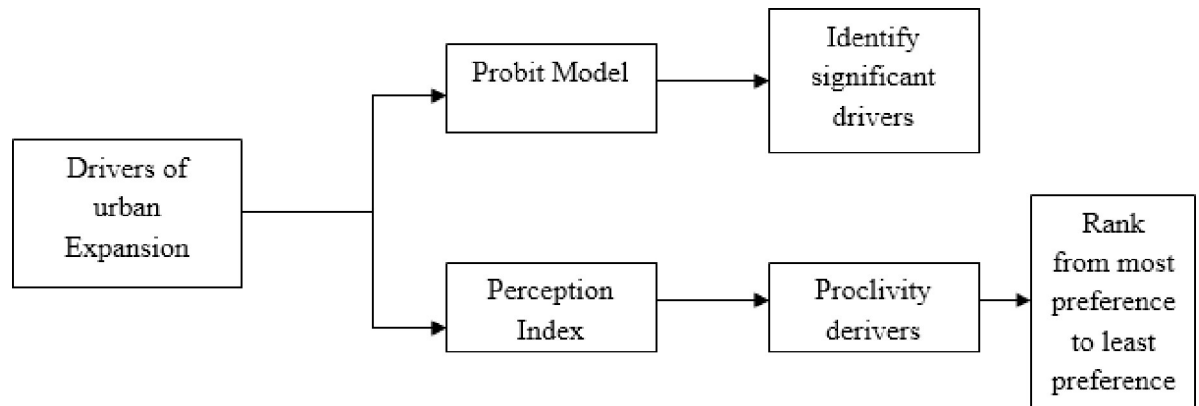 Drivers of
urban
Expansion
Probit Model
Identify
significant
drivers
Perception
Index
Proclivity
derivers
Rank
from most
preference
to least
preference